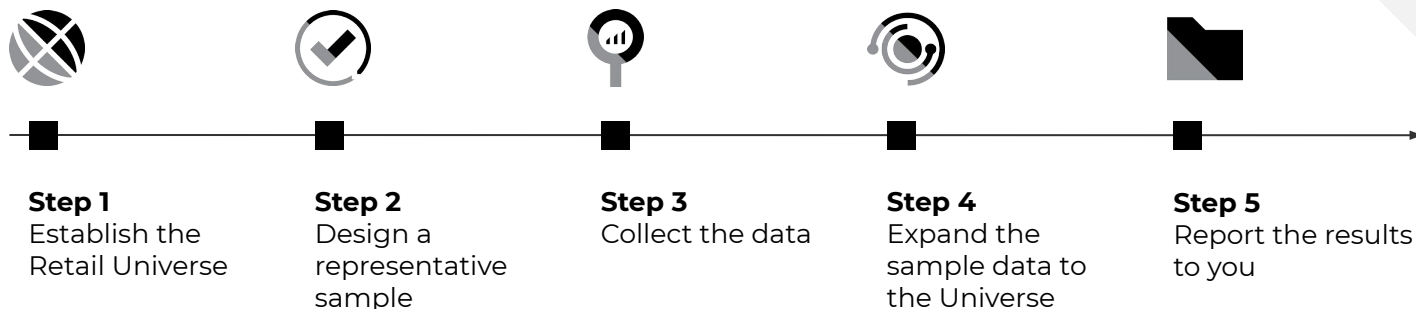 Step 1
Establish the
Retail Universe
Step 2
Design a
representative
sample
Step 3
Collect the data
Step 4
Expand the
sample data to
the Universe
Step 5
Report the results
to you